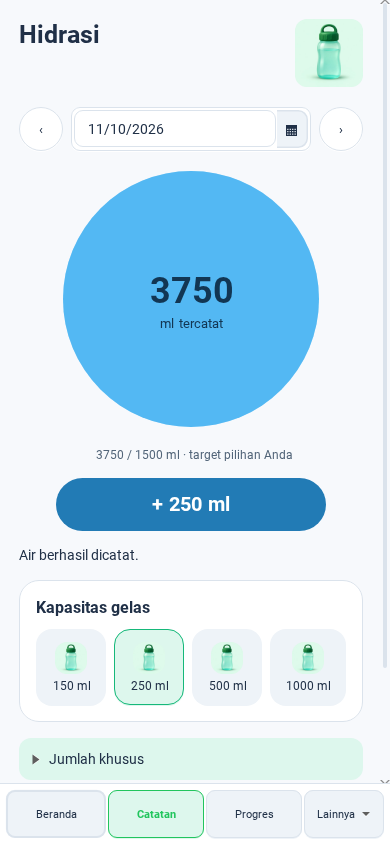 Hidrasi
‹
11/10/2026
›
3750
ml tercatat
3750 / 1500 ml · target pilihan Anda
+ 250 ml
Air berhasil dicatat.
Kapasitas gelas
150 ml
250 ml
500 ml
1000 ml
Jumlah khusus
Beranda
Catatan
Progres
Lainnya